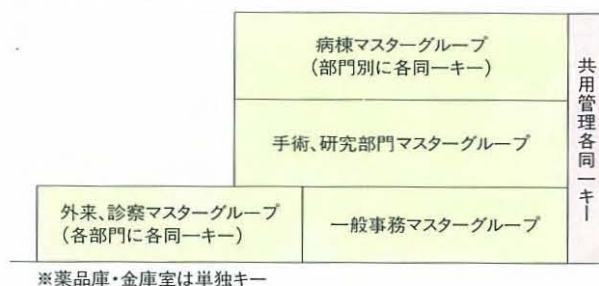 病棟マスターグループ
(部門別に各同一キー)
共用管理各同一キー
手術、研究部門マスターグループ
外来、診察マスターグループ
(各部門に各同一キー)
一般事務マスターグループ
※薬品庫・金庫室は単独キー